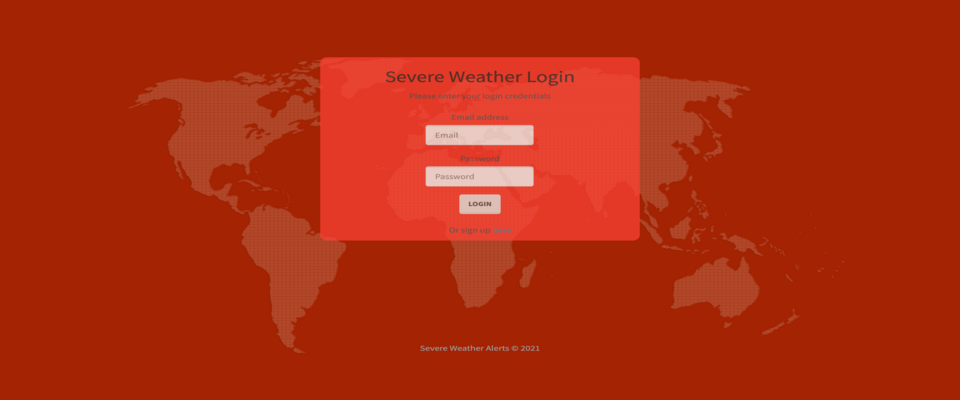 Severe Weather Login
Please enter your login credentials
Email address
Email
Password
Password
LOGIN
Or sign up here
Severe Weather Alerts © 2021